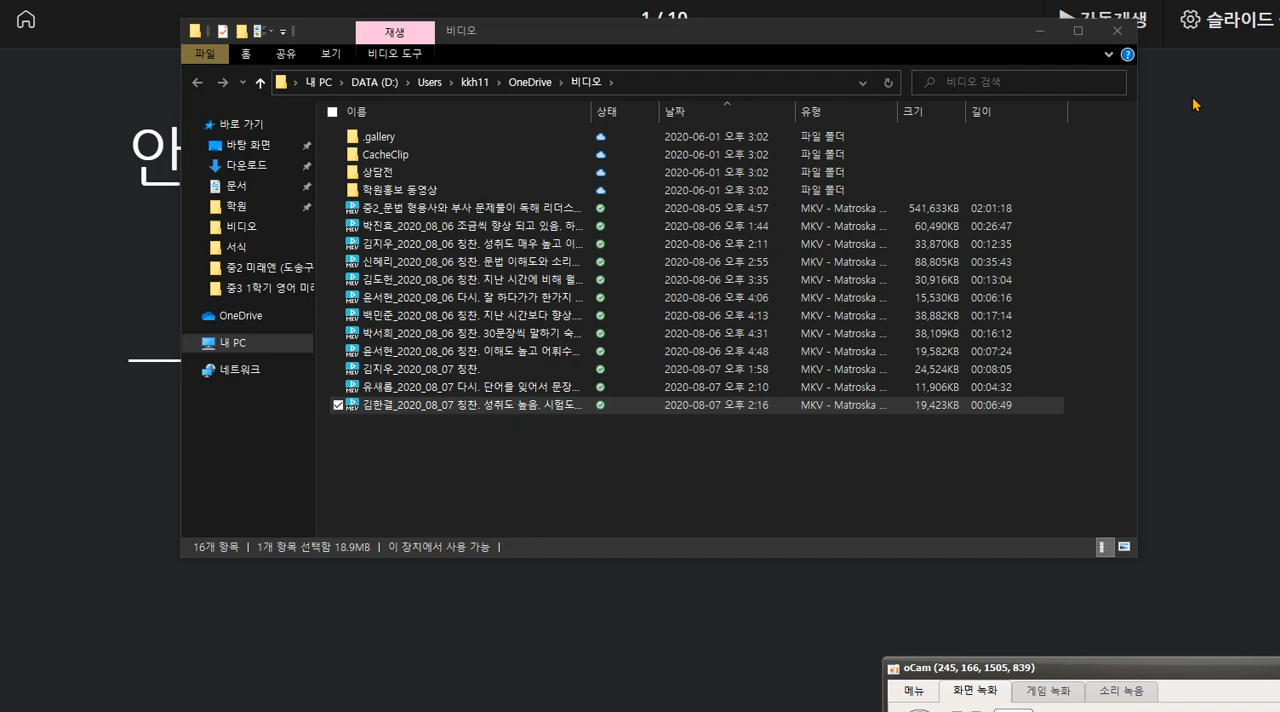 1 / 10
자동재생
슬라이드
안
재생
비디오
파일
홈
공유
보기
비디오 도구
내 PC > DATA (D:) > Users > kkh11 > OneDrive > 비디오 >
비디오 검색
이름 상태 날짜 유형 크기 길이
바로 가기
바탕 화면
다운로드
문서
학원
비디오
서식
중2 미래엔 (도송구
중3 1학기 영어 미래
OneDrive
내 PC
네트워크
.gallery 2020-06-01 오후 3:02 파일 폴더
CacheClip 2020-06-01 오후 3:02 파일 폴더
상담전 2020-06-01 오후 3:02 파일 폴더
학원홍보 동영상 2020-06-01 오후 3:02 파일 폴더
중2_문법 형용사와 부사 문제풀이 독해 리더스... 2020-08-05 오후 4:57 MKV - Matroska ... 541,633KB 02:01:18
박진효_2020_08_06 조금씩 향상 되고 있음. 하... 2020-08-06 오후 1:44 MKV - Matroska ... 60,490KB 00:26:47
김지우_2020_08_06 칭찬. 성취도 매우 높고 이... 2020-08-06 오후 2:11 MKV - Matroska ... 33,870KB 00:12:35
신혜리_2020_08_06 칭찬. 문법 이해도와 소리... 2020-08-06 오후 2:55 MKV - Matroska ... 88,805KB 00:35:43
김도헌_2020_08_06 칭찬. 지난 시간에 비해 월... 2020-08-06 오후 3:35 MKV - Matroska ... 30,916KB 00:13:04
윤서현_2020_08_06 다시. 잘 하다가가 한가지 ... 2020-08-06 오후 4:06 MKV - Matroska ... 15,530KB 00:06:16
백민준_2020_08_06 칭찬. 지난 시간보다 향상.... 2020-08-06 오후 4:13 MKV - Matroska ... 38,882KB 00:17:14
박서희_2020_08_06 칭찬. 30문장씩 말하기 숙... 2020-08-06 오후 4:31 MKV - Matroska ... 38,109KB 00:16:12
윤서현_2020_08_06 칭찬. 이해도 높고 어휘수... 2020-08-06 오후 4:48 MKV - Matroska ... 19,582KB 00:07:24
김지우_2020_08_07 칭찬. 2020-08-07 오후 1:58 MKV - Matroska ... 24,524KB 00:08:05
유새롬_2020_08_07 다시. 단어를 잊어서 문장... 2020-08-07 오후 2:10 MKV - Matroska ... 11,906KB 00:04:32
김한결_2020_08_07 칭찬. 성취도 높음. 시험도... 2020-08-07 오후 2:16 MKV - Matroska ... 19,423KB 00:06:49
16개 항목 | 1개 항목 선택함 18.9MB | 이 장치에서 사용 가능 |
oCam (245, 166, 1505, 839)
메뉴
화면 녹화
게임 녹화
소리 녹음